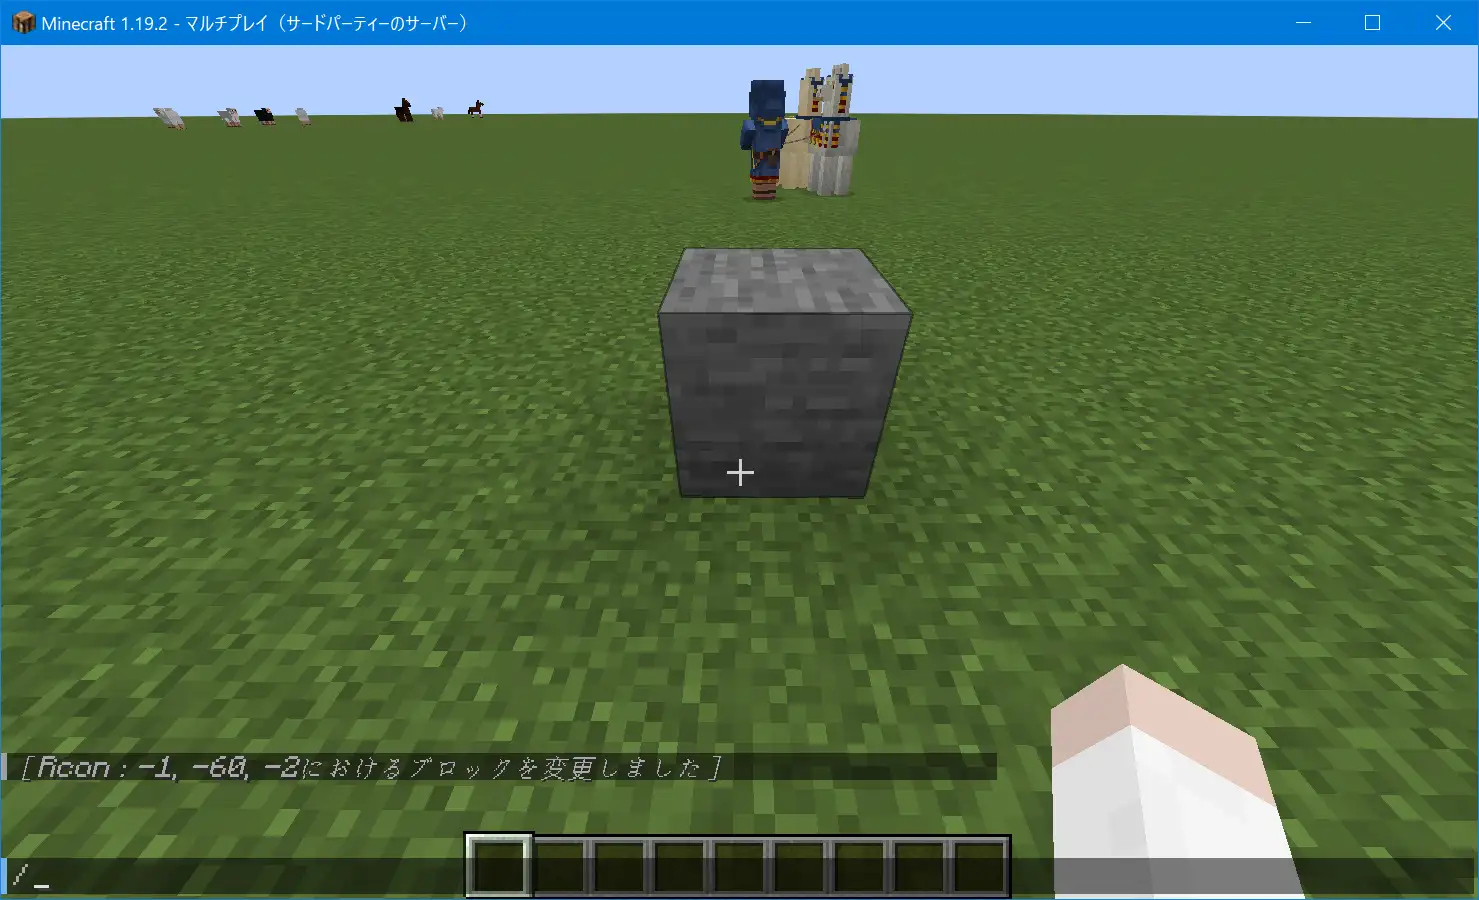 Minecraft 1.19.2 - マルチプレイ（サードパーティーのサーバー）
[Rcon：-1, -60, -2におけるブロックを変更しました]
/_